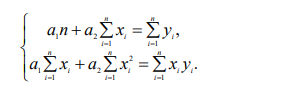 a₁n + a₂ ∑ᵢ₌₁ⁿ xᵢ = ∑ᵢ₌₁ⁿ yᵢ,
a₁ ∑ᵢ₌₁ⁿ xᵢ + a₂ ∑ᵢ₌₁ⁿ xᵢ² = ∑ᵢ₌₁ⁿ xᵢyᵢ.